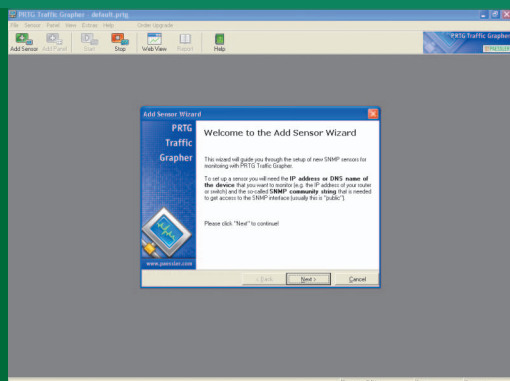 PRTG Traffic Grapher default.prtg
File Sensor Panel View Extras Help Order Upgrade
Add Sensor Add Panel Start Stop Web View Report Help
PRTG Traffic Grapher
PAESSLER
Add Sensor Wizard
PRTG
Traffic
Grapher
Welcome to the Add Sensor Wizard
This wizard will guide you through the setup of new SNMP sensors for
monitoring with PRTG Traffic Grapher.
To set up a sensor you will need the IP address or DNS name of
the device that you want to monitor (e.g. the IP address of your router
or switch) and the so-called SNMP community string that is needed
to get access to the SNMP interface (usually this is "public").
Please click "Next" to continue!
www.paessler.com
< Back Next > Cancel